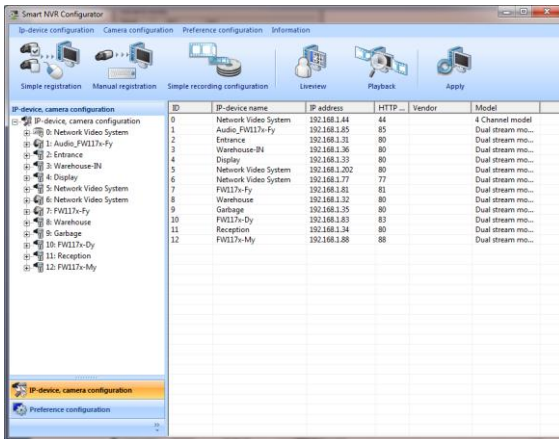 Smart NVR Configurator
Ip-device configuration Camera configuration Preference configuration Information
Simple registration Manual registration Simple recording configuration Liveview Playback Apply
IP-device, camera configuration
IP-device, camera configuration
0: Network Video System
1: Audio_FW117x-Fy
2: Entrance
3: Warehouse-IN
4: Display
5: Network Video System
6: Network Video System
7: FW117x-Fy
8: Warehouse
9: Garbage
10: FW117x-Dy
11: Reception
12: FW117x-My
IP-device, camera configuration
Preference configuration
ID IP-device name IP address HTTP ... Vendor Model
0 Network Video System 192.168.1.44 44 4 Channel model
1 Audio_FW117x-Fy 192.168.1.85 85 Dual stream mo...
2 Entrance 192.168.1.31 80 Dual stream mo...
3 Warehouse-IN 192.168.1.36 80 Dual stream mo...
4 Display 192.168.1.33 80 Dual stream mo...
5 Network Video System 192.168.1.202 80 Dual stream mo...
6 Network Video System 192.168.1.77 77 Dual stream mo...
7 FW117x-Fy 192.168.1.81 81 Dual stream mo...
8 Warehouse 192.168.1.32 80 Dual stream mo...
9 Garbage 192.168.1.35 80 Dual stream mo...
10 FW117x-Dy 192.168.1.83 83 Dual stream mo...
11 Reception 192.168.1.34 80 Dual stream mo...
12 FW117x-My 192.168.1.88 88 Dual stream mo...